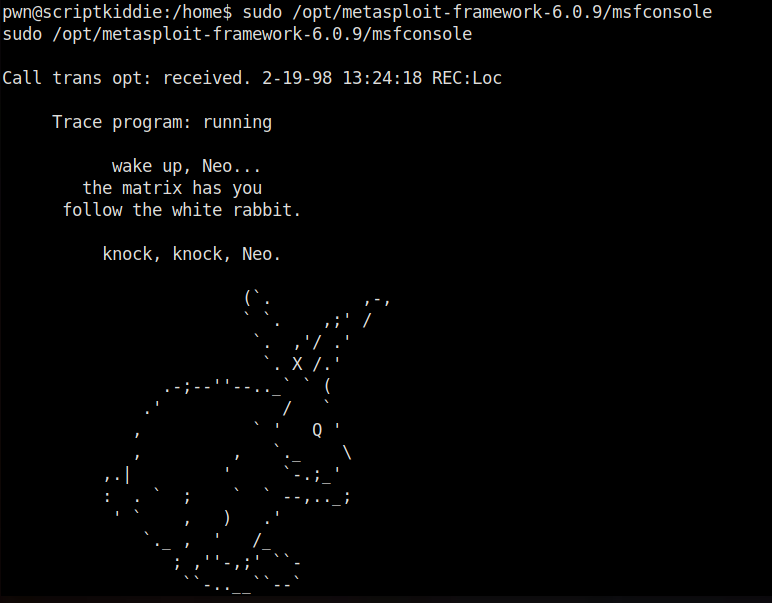 pwn@scriptkiddie:/home$ sudo /opt/metasploit-framework-6.0.9/msfconsole
sudo /opt/metasploit-framework-6.0.9/msfconsole
Call trans opt: received. 2-19-98 13:24:18 REC:Loc
Trace program: running
wake up, Neo...
the matrix has you
follow the white rabbit.
knock, knock, Neo.